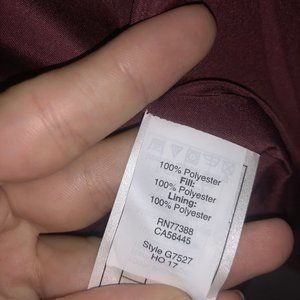 100% Polyester
Fill:
100% Polyester
Lining:
100% Polyester
RN77388
CA56445
Style G7527
HO 17